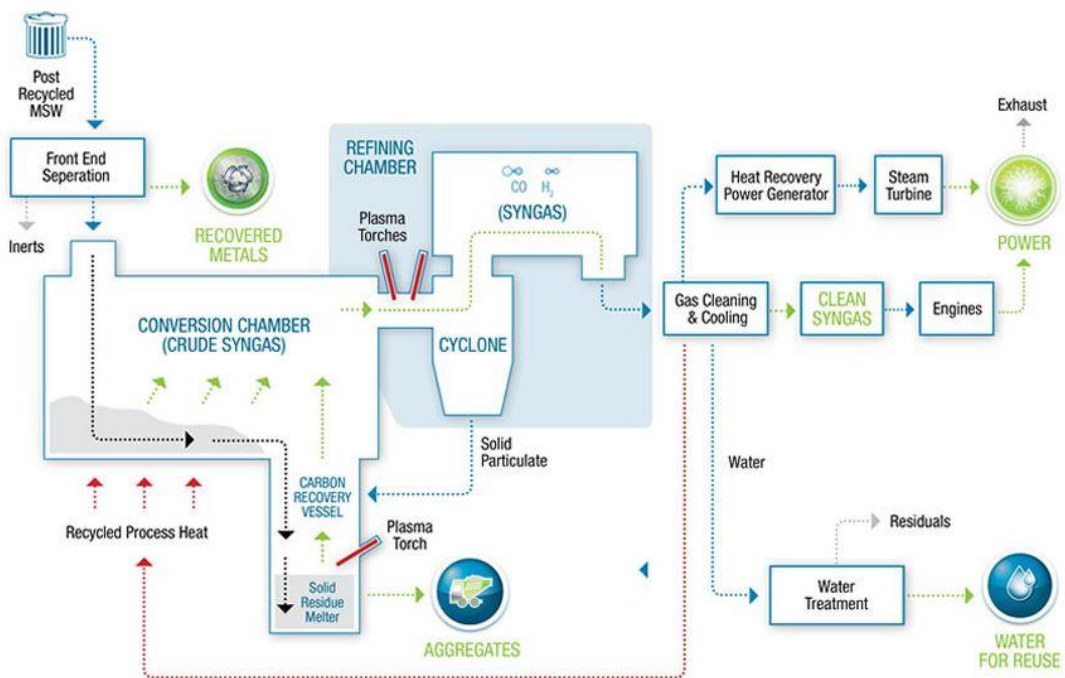 Post
Recycled
MSW
Front End
Seperation
Inerts
RECOVERED
METALS
REFINING
CHAMBER
Plasma
Torches
CO H2
(SYNGAS)
CYCLONE
CONVERSION CHAMBER
(CRUDE SYNGAS)
Solid
Particulate
CARBON
RECOVERY
VESSEL
Plasma
Torch
Recycled Process Heat
Solid
Residue
Melter
AGGREGATES
Heat Recovery
Power Generator
Steam
Turbine
Exhaust
POWER
Gas Cleaning
& Cooling
CLEAN
SYNGAS
Engines
Water
Residuals
Water
Treatment
WATER
FOR REUSE